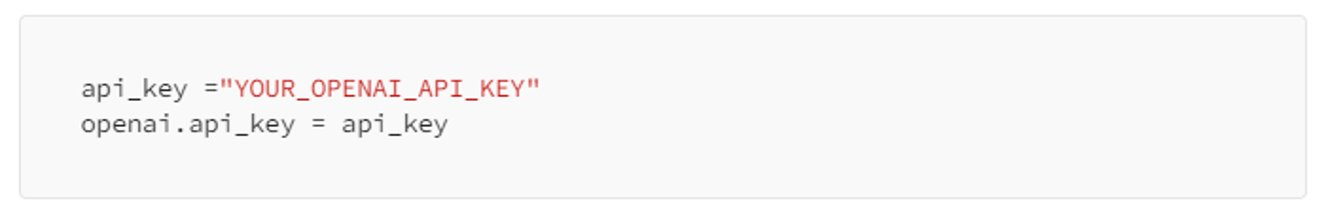 api_key ="YOUR_OPENAI_API_KEY"
openai.api_key = api_key